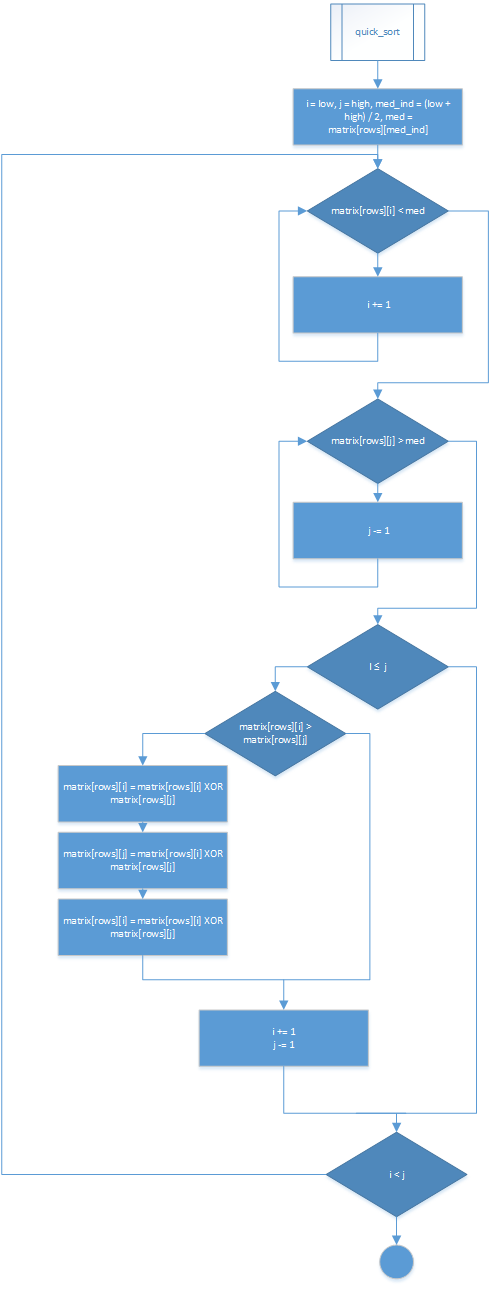 quick_sort
i = low, j = high, med_ind = (low +
high) / 2, med =
matrix[rows][med_ind]
matrix[rows][i] < med
i += 1
matrix[rows][j] > med
j -= 1
I ≤ j
matrix[rows][i] >
matrix[rows][j]
matrix[rows][i] = matrix[rows][i] XOR
matrix[rows][j]
matrix[rows][j] = matrix[rows][i] XOR
matrix[rows][j]
matrix[rows][i] = matrix[rows][i] XOR
matrix[rows][j]
i += 1
j -= 1
i < j